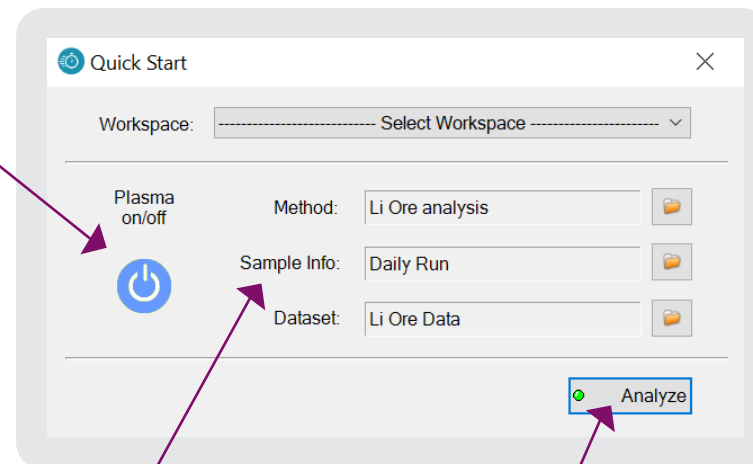 Quick Start
Workspace: ---------------------------- Select Workspace -----------------------
Plasma
on/off
Method: Li Ore analysis
Sample Info: Daily Run
Dataset: Li Ore Data
Analyze